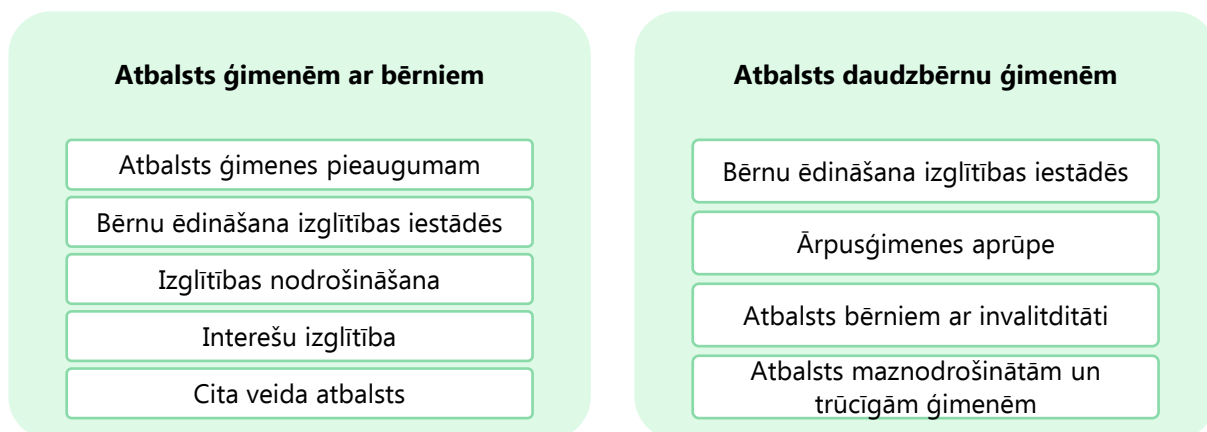 Atbalsts ģimenēm ar bērniem
Atbalsts ģimenes pieaugumam
Bērnu ēdināšana izglītības iestādēs
Izglītības nodrošināšana
Interešu izglītība
Cita veida atbalsts
Atbalsts daudzbērnu ģimenēm
Bērnu ēdināšana izglītības iestādēs
Ārpusģimenes aprūpe
Atbalsts bērniem ar invalitditāti
Atbalsts maznodrošinātām un
trūcīgām ģimenēm